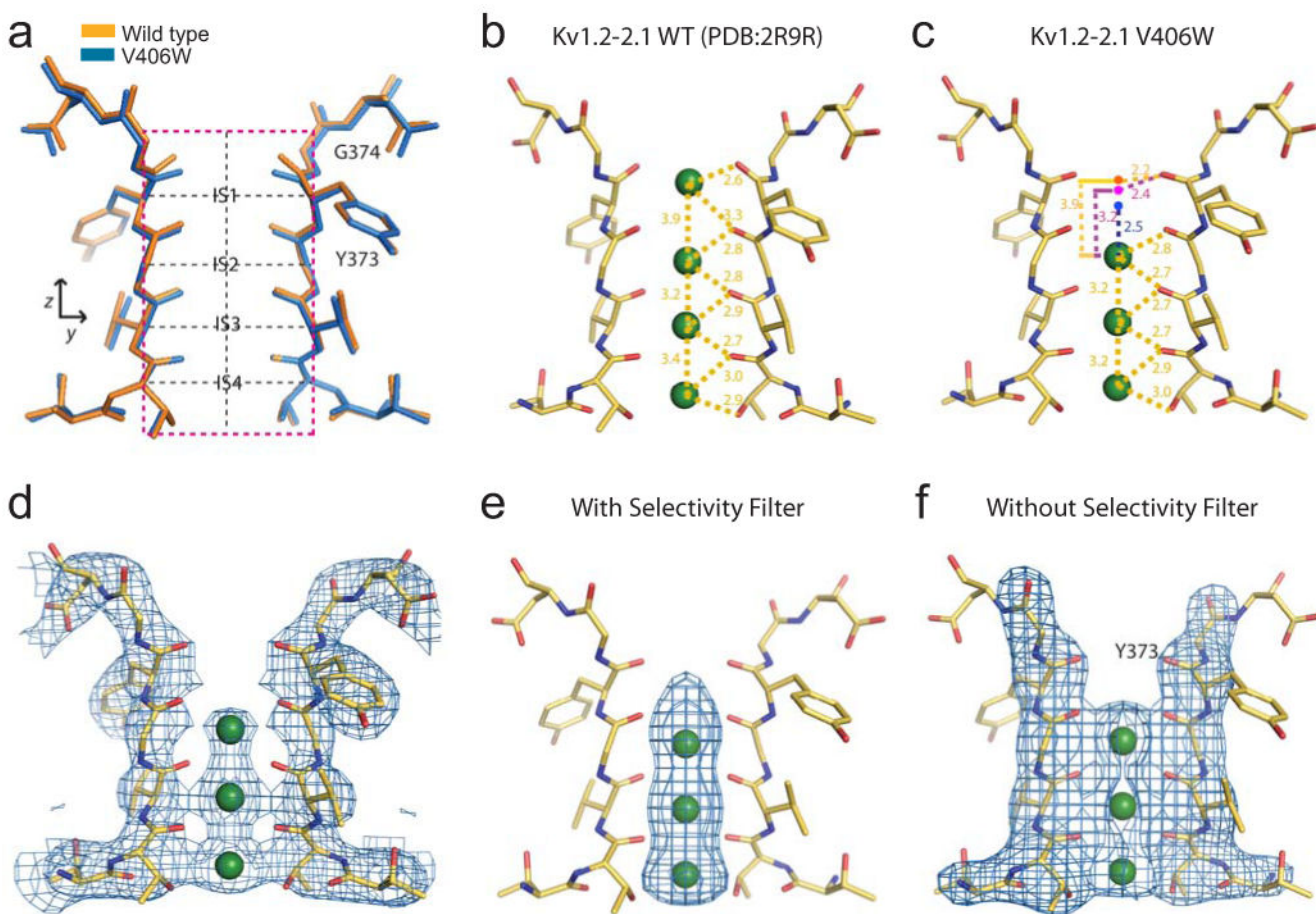 a
Wild type
V406W
G374
IS1
IS2
Y373
IS3
IS4
z
y
b
Kv1.2-2.1 WT (PDB:2R9R)
2.6
3.9
3.3
2.8
2.8
3.2
2.9
2.7
3.4
3.0
2.9
c
Kv1.2-2.1 V406W
2.2
2.4
3.9
3.2
2.5
2.8
2.7
3.2
2.7
2.7
3.2
2.9
3.0
d
e
With Selectivity Filter
f
Without Selectivity Filter
Y373